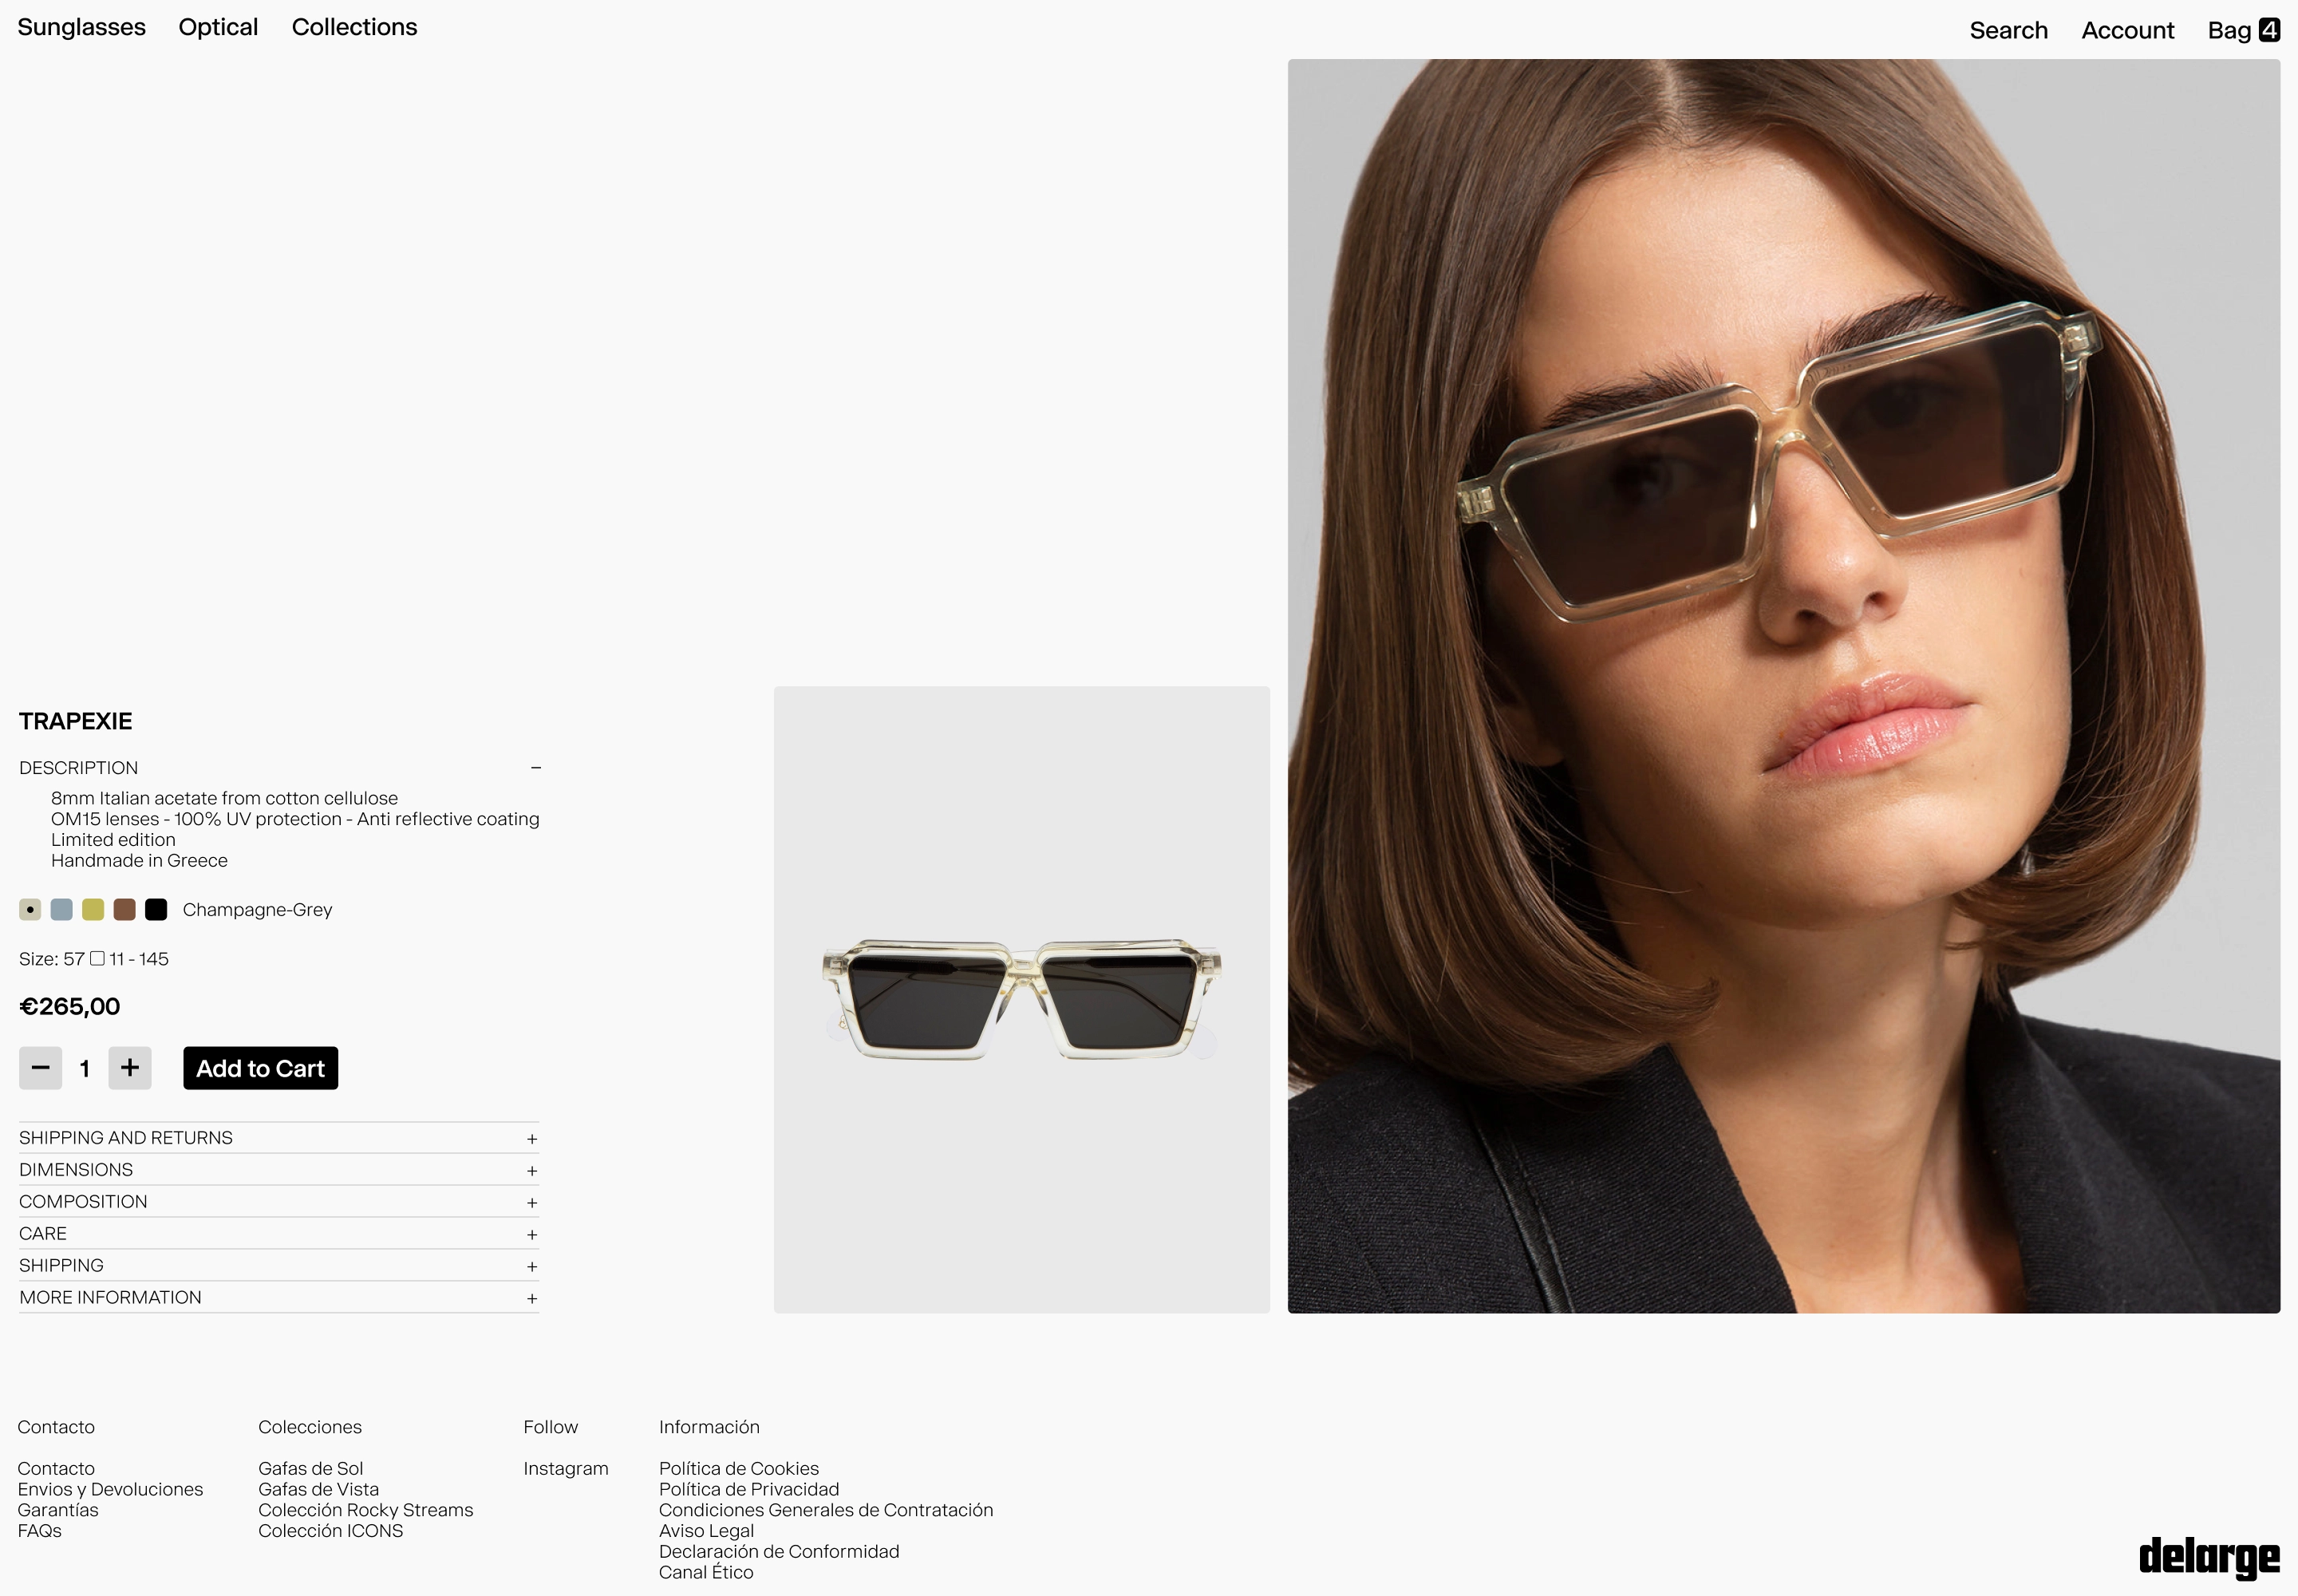 Sunglasses Optical Collections
Search Account Bag 4
TRAPEXIE
DESCRIPTION −
8mm Italian acetate from cotton cellulose
OM15 lenses - 100% UV protection - Anti reflective coating
Limited edition
Handmade in Greece
Champagne-Grey
Size: 57 □ 11 - 145
€265,00
− 1 + Add to Cart
SHIPPING AND RETURNS +
DIMENSIONS +
COMPOSITION +
CARE +
SHIPPING +
MORE INFORMATION +
Contacto
Contacto
Envios y Devoluciones
Garantías
FAQs
Colecciones
Gafas de Sol
Gafas de Vista
Colección Rocky Streams
Colección ICONS
Follow
Instagram
Información
Política de Cookies
Política de Privacidad
Condiciones Generales de Contratación
Aviso Legal
Declaración de Conformidad
Canal Ético
delarge